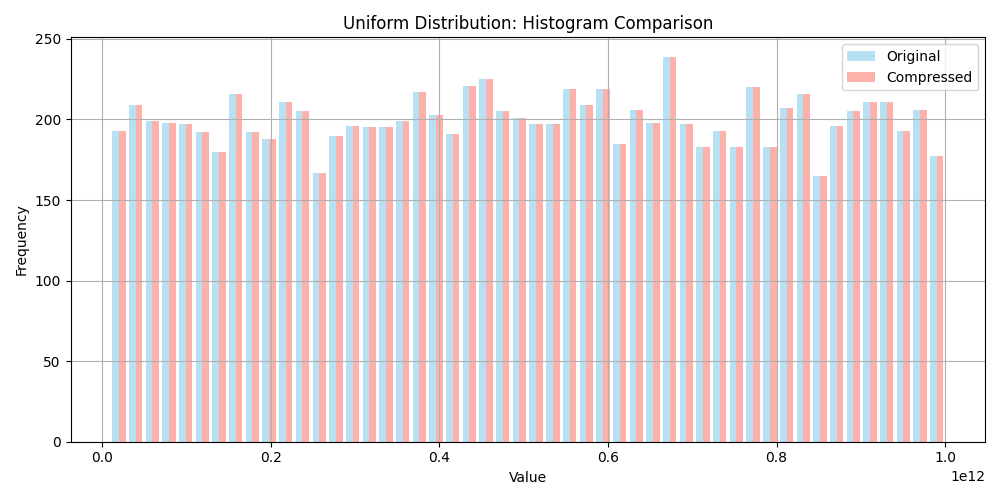 Uniform Distribution: Histogram Comparison
Original
Compressed
250
200
150
100
50
0
Frequency
0.0 0.2 0.4 0.6 0.8 1.0
1e12
Value